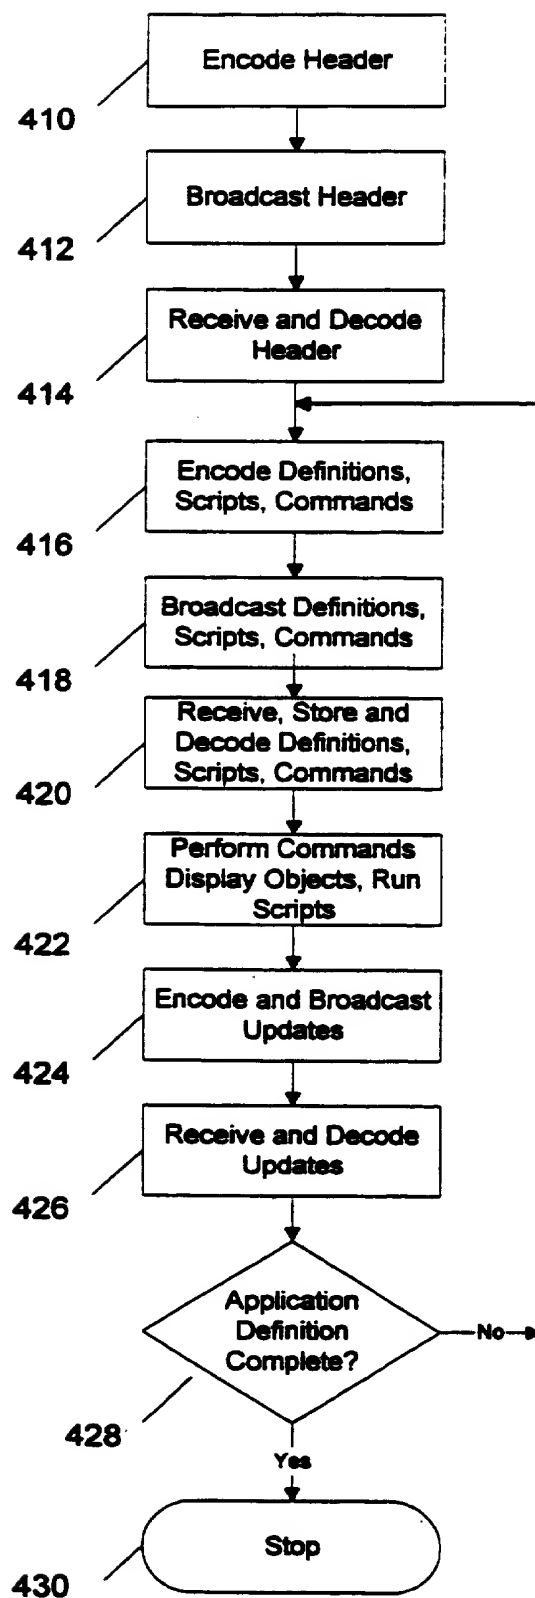 Encode Header
410
Broadcast Header
412
Receive and Decode
Header
414
Encode Definitions,
Scripts, Commands
416
Broadcast Definitions,
Scripts, Commands
418
Receive, Store and
Decode Definitions,
Scripts, Commands
420
Perform Commands
Display Objects, Run
Scripts
422
Encode and Broadcast
Updates
424
Receive and Decode
Updates
426
Application
Definition
Complete?
No
428
Yes
Stop
430